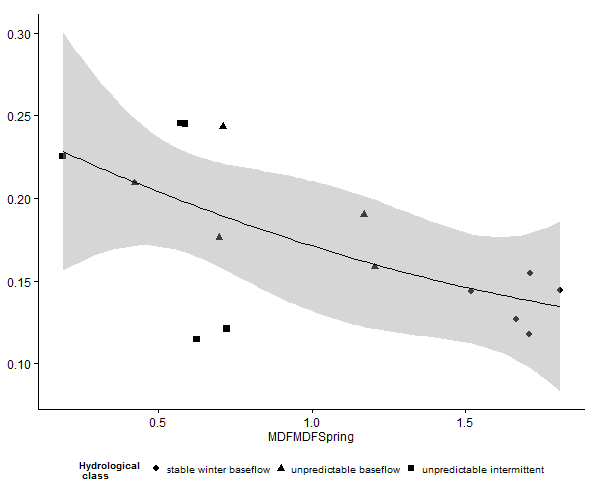 0.30
0.25
0.20
0.15
0.10
0.5 1.0 1.5
MDFMDFSpring
Hydrological class stable winter baseflow unpredictable baseflow unpredictable intermittent